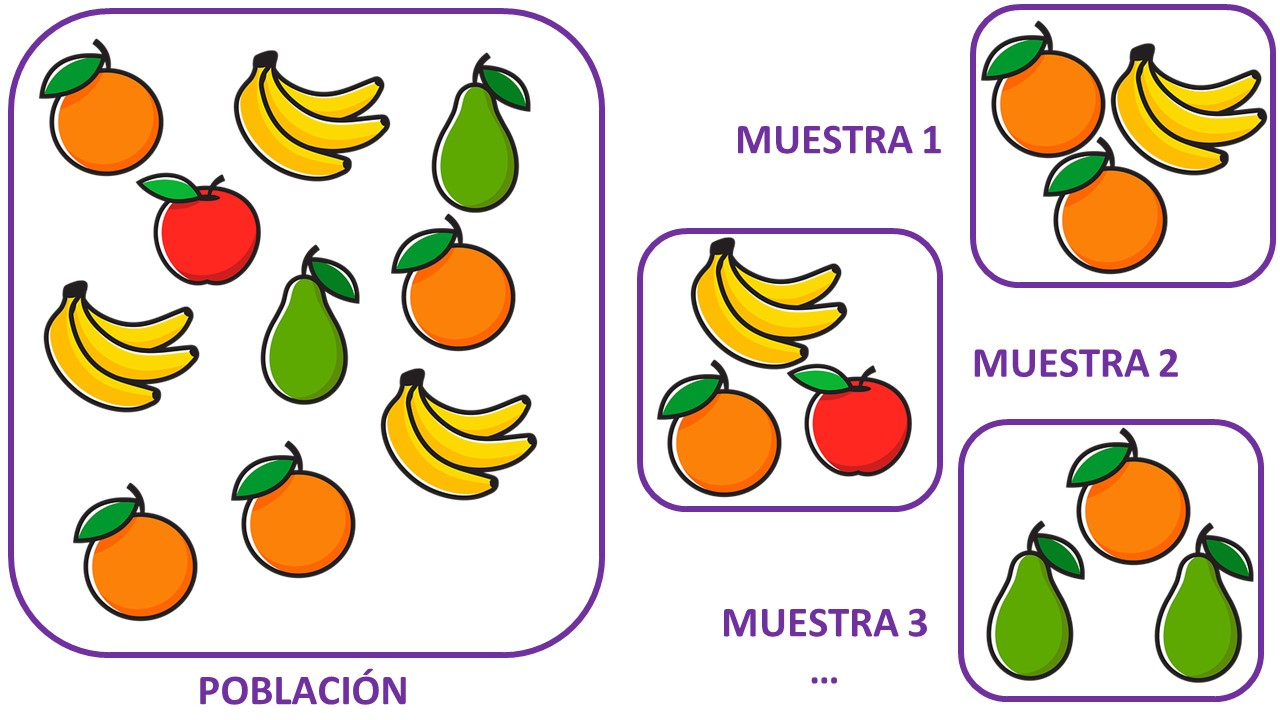 MUESTRA 1
MUESTRA 2
MUESTRA 3
...
POBLACIÓN